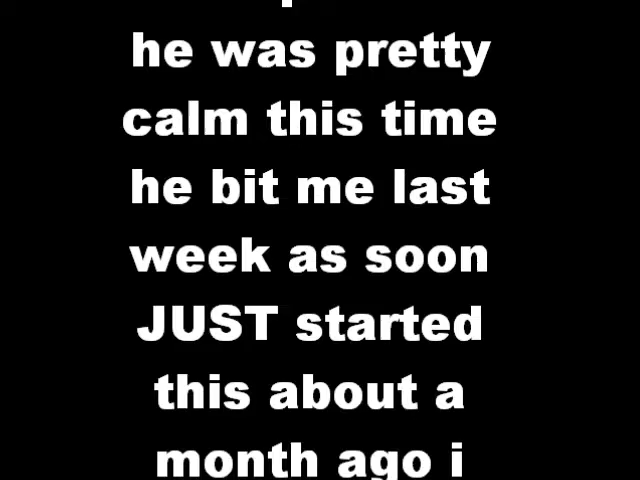 he was pretty
calm this time
he bit me last
week as soon
JUST started
this about a
month ago i